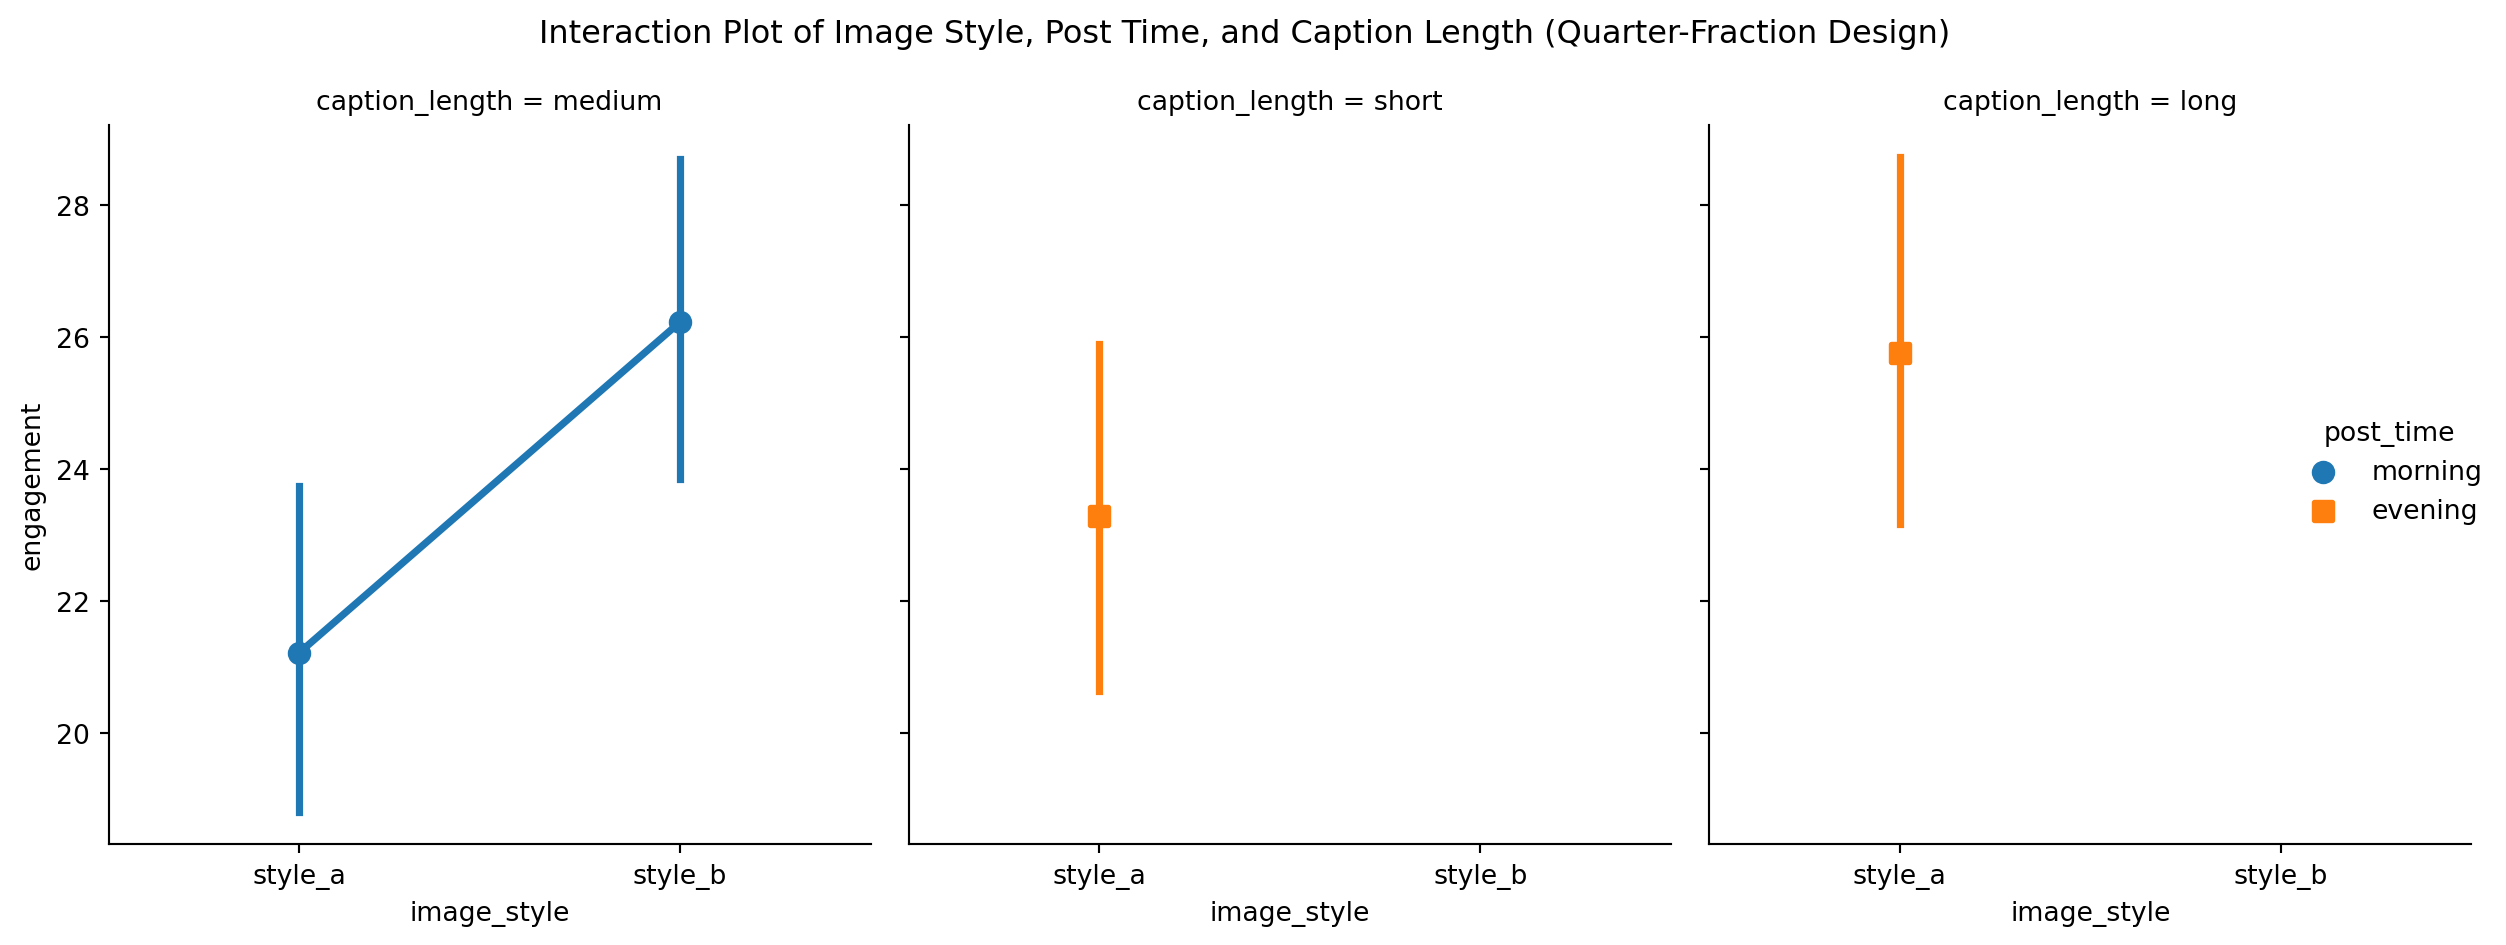 Interaction Plot of Image Style, Post Time, and Caption Length (Quarter-Fraction Design)
caption_length = medium
caption_length = short
caption_length = long
engagement
28
26
24
22
20
style_a
style_b
image_style
style_a
style_b
image_style
style_a
style_b
image_style
post_time
morning
evening